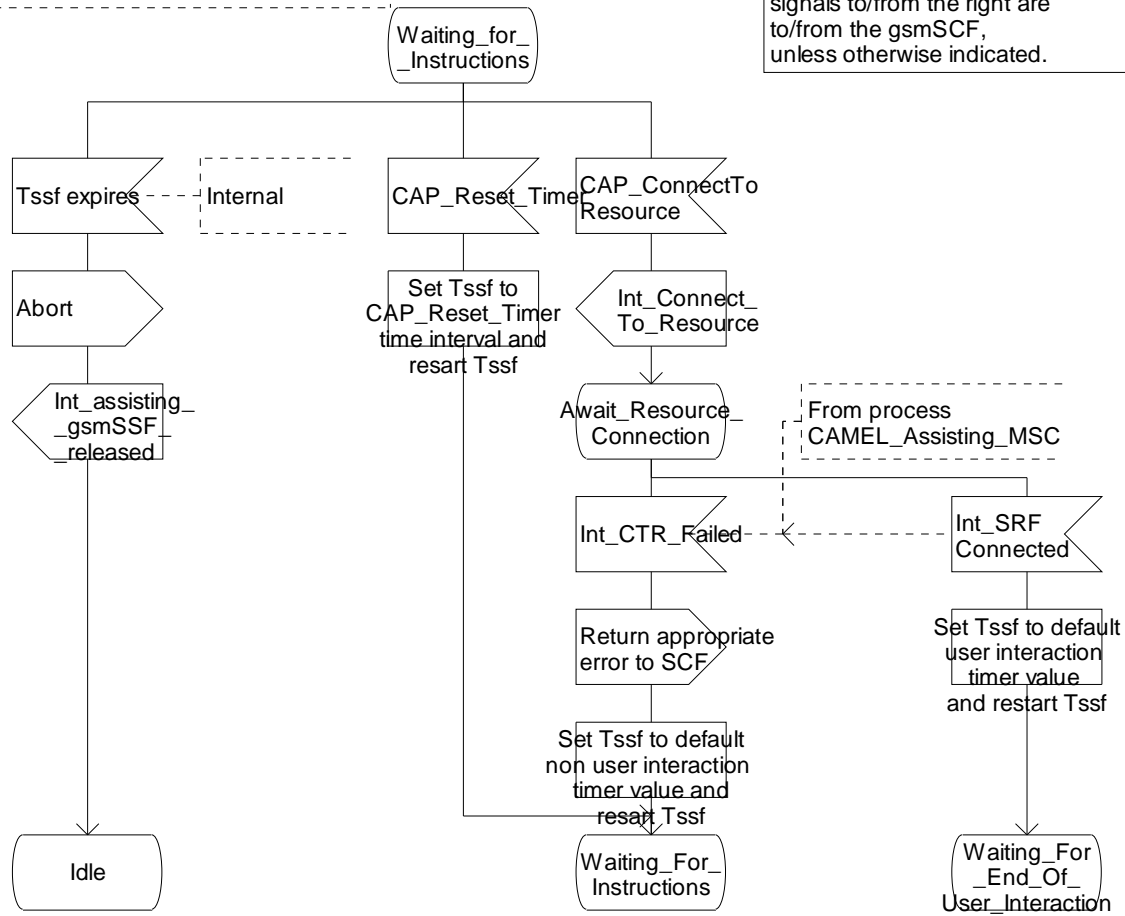 signals to/from the right are
to/from the gsmSCF,
unless otherwise indicated.
Waiting_for_
_Instructions
Tssf expires
Internal
CAP_Reset_Timer
CAP_ConnectTo
Resource
Abort
Set Tssf to
CAP_Reset_Timer
time interval and
resart Tssf
Int_Connect_
To_Resource
Int_assisting_
_gsmSSF_
_released
Await_Resource_
Connection
From process
CAMEL_Assisting_MSC
Int_CTR_Failed
Int_SRF
Connected
Return appropriate
error to SCF
Set Tssf to default
user interaction
timer value
and restart Tssf
Set Tssf to default
non user interaction
timer value and
resart Tssf
Idle
Waiting_For_
Instructions
Waiting_For
_End_Of_
User_Interaction